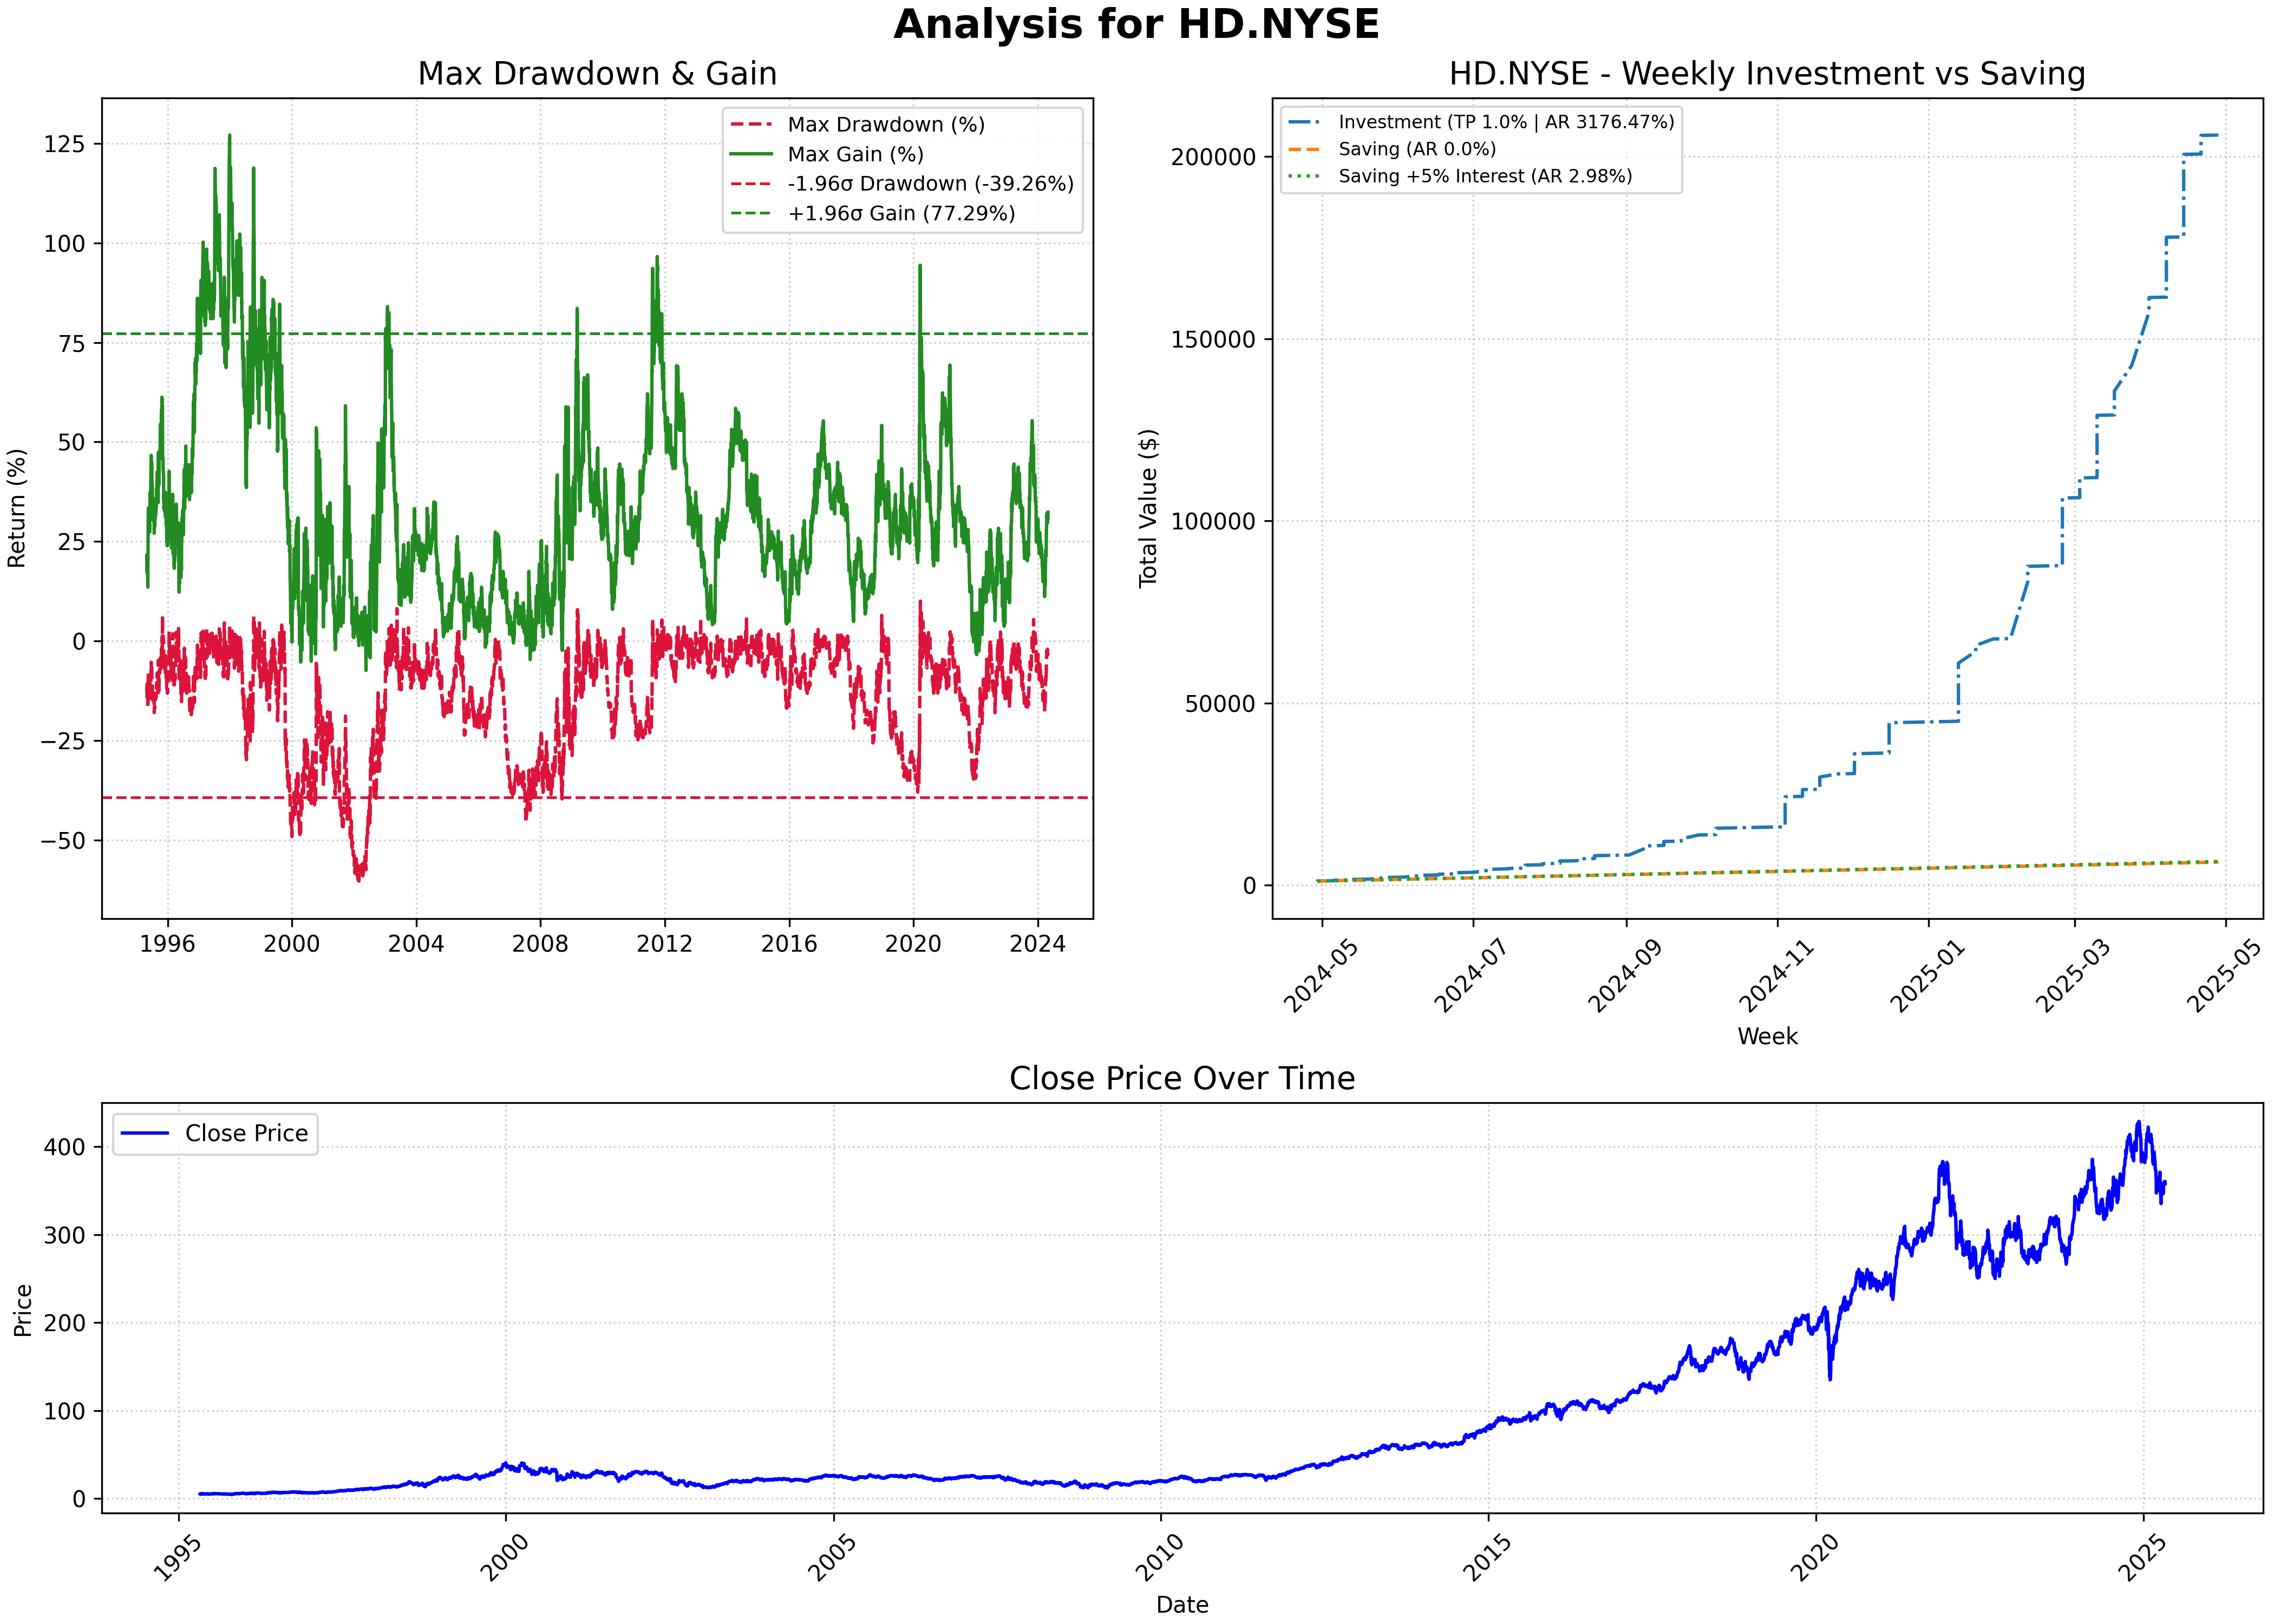 Analysis for HD.NYSE
Max Drawdown & Gain
Return (%)
125
100
75
50
25
0
−25
−50
Max Drawdown (%)
Max Gain (%)
-1.96σ Drawdown (-39.26%)
+1.96σ Gain (77.29%)
1996
2000
2004
2008
2012
2016
2020
2024
HD.NYSE - Weekly Investment vs Saving
Total Value ($)
200000
150000
100000
50000
0
Investment (TP 1.0% | AR 3176.47%)
Saving (AR 0.0%)
Saving +5% Interest (AR 2.98%)
2024-05
2024-07
2024-09
2024-11
2025-01
2025-03
2025-05
Week
Close Price Over Time
Price
400
300
200
100
0
Close Price
1995
2000
2005
2010
2015
2020
2025
Date